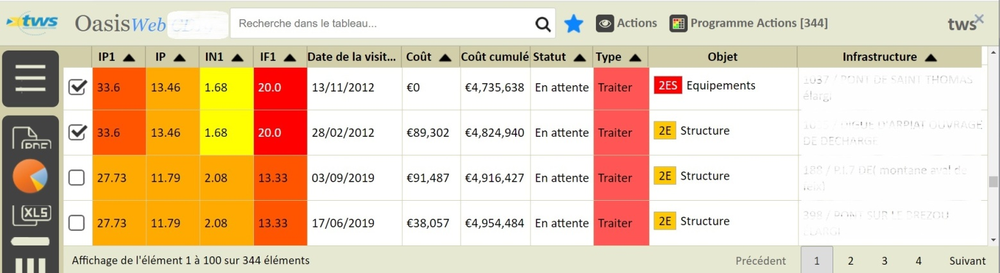 tws
OasisWeb
Recherche dans le tableau...
Actions
Programme Actions [344]
tws
IP1 IP IN1 IF1 Date de la visit... Coût Coût cumulé Statut Type Objet Infrastructure
33.6 13.46 1.68 20.0 13/11/2012 €0 €4,735,638 En attente Traiter 2ES Equipements 1037 / PONT DE SAINT THOMAS
élargi
33.6 13.46 1.68 20.0 28/02/2012 €89,302 €4,824,940 En attente Traiter 2E Structure DIGUE D'ARPIAT OUVRAGE
DE DECHARGE
27.73 11.79 2.08 13.33 03/09/2019 €91,487 €4,916,427 En attente Traiter 2E Structure 188 / montane aval de
27.73 11.79 2.08 13.33 17/06/2019 €38,057 €4,954,484 En attente Traiter 2E Structure 398 / PONT SUR LE BREZOU
PDF
XLS
Affichage de l'élément 1 à 100 sur 344 éléments
Précédent 1 2 3 4 Suivant